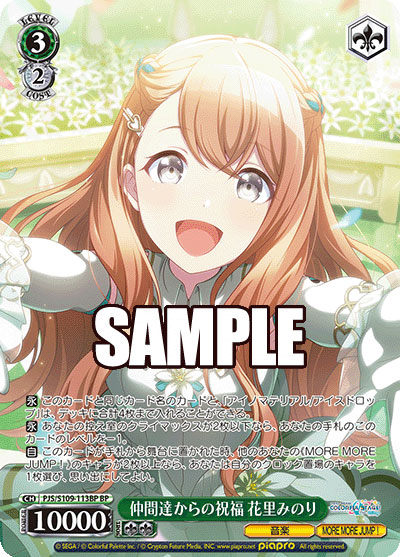 LEVEL
3
2
COST
SAMPLE
永 このカードと同じカード名のカードと、「アイノマテリアル/アイスドロップ」は、デッキに合計4枚まで入れることができる。
永 あなたの控え室のクライマックスが2枚以下なら、あなたの手札のこのカードのレベルを－1。
自 このカードが手札から舞台に置かれた時、他のあなたの《MORE MORE
JUMP！》のキャラが2枚以上なら、あなたは自分のクロック置場のキャラを
1枚選び、思い出にしてよい。
CH PJS/S109-113BP BP
仲間達からの祝福 花里みのり
10000
音楽
MORE MORE JUMP！
© SEGA / © Colorful Palette Inc. / © Crypton Future Media, INC. www.piapro.net piapro